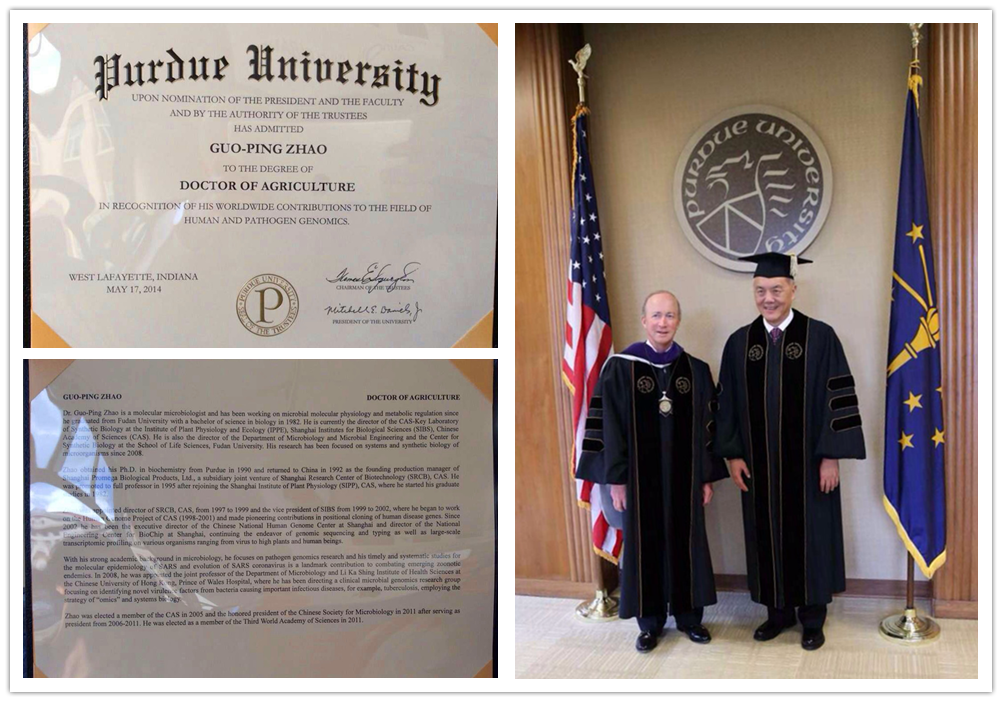 Purdue University
UPON NOMINATION OF THE PRESIDENT AND THE FACULTY
AND BY THE AUTHORITY OF THE TRUSTEES
HAS ADMITTED
GUO-PING ZHAO
TO THE DEGREE OF
DOCTOR OF AGRICULTURE
IN RECOGNITION OF HIS WORLDWIDE CONTRIBUTIONS TO THE FIELD OF
HUMAN AND PATHOGEN GENOMICS.
WEST LAFAYETTE, INDIANA
MAY 17, 2014
PURDUE UNIVERSITY
P
SEAL OF THE TRUSTEES
CHAIRMAN OF THE TRUSTEES
Mitchell E. Daniels, Jr
PRESIDENT OF THE UNIVERSITY
GUO-PING ZHAO DOCTOR OF AGRICULTURE
Dr. Guo-Ping Zhao is a molecular microbiologist and has been working on microbial molecular physiology and metabolic regulation since
he graduated from Fudan University with a bachelor of science in biology in 1982. He is currently the director of the CAS-Key Laboratory
of Synthetic Biology at the Institute of Plant Physiology and Ecology (IPPE), Shanghai Institutes for Biological Sciences (SIBS), Chinese
Academy of Sciences (CAS). He is also the director of the Department of Microbiology and Microbial Engineering and the Center for
Synthetic Biology at the School of Life Sciences, Fudan University. His research has been focused on systems and synthetic biology of
microorganisms since 2008.
Zhao obtained his Ph.D. in biochemistry from Purdue in 1990 and returned to China in 1992 as the founding production manager of
Shanghai Promega Biological Products, Ltd., a subsidiary joint venture of Shanghai Research Center of Biotechnology (SRCB), CAS. He
was promoted to full professor in 1995 after rejoining the Shanghai Institute of Plant Physiology (SIPP), CAS, where he started his graduate
studies in
director of SRCB, CAS, from 1997 to 1999 and the vice president of SIBS from 1999 to 2002, where he began to work
on the Human Genome Project of CAS (1998-2001) and made pioneering contributions in positional cloning of human disease genes. Since
2002 he has been the executive director of the Chinese National Human Genome Center at Shanghai and director of the National
Engineering Center for BioChip at Shanghai, continuing the endeavor of genomic sequencing and typing as well as large-scale
transcriptomic profiling on various organisms ranging from virus to high plants and human beings.
With his strong academic background in microbiology, he focuses on pathogen genomics research and his timely and systematic studies for
the molecular epidemiology of SARS and evolution of SARS coronavirus is a landmark contribution to combating emerging zoonotic
endemics. In 2008, he was appointed the joint professor of the Department of Microbiology and Li Ka Shing Institute of Health Sciences at
the Chinese University of Hong Kong, Prince of Wales Hospital, where he has been directing a clinical microbial genomics research group
focusing on identifying novel virulence factors from bacteria causing important infectious diseases, for example, tuberculosis, employing the
strategy of "omics" and systems biology.
Zhao was elected a member of the CAS in 2005 and the honored president of the Chinese Society for Microbiology in 2011 after serving as
president from 2006-2011. He was elected as a member of the Third World Academy of Sciences in 2011.
PURDUE UNIVERSITY